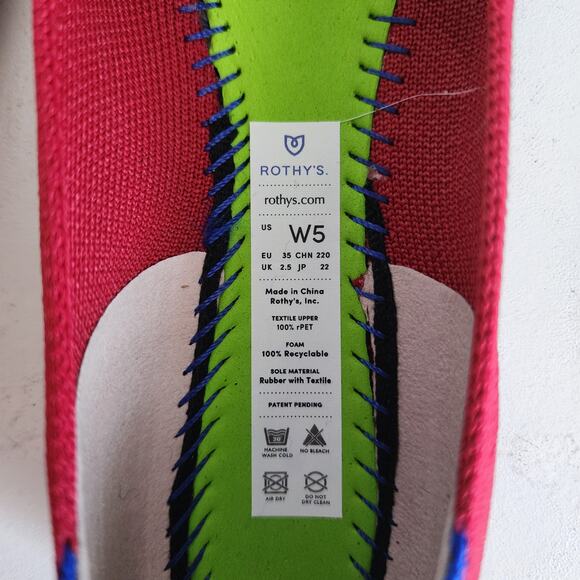 ROTHY'S.
rothys.com
US W5
EU 35 CHN 220
UK 2.5 JP 22
Made in China
Rothy's, Inc.
TEXTILE UPPER
100% rPET
FOAM
100% Recyclable
SOLE MATERIAL
Rubber with Textile
PATENT PENDING
30°
MACHINE WASH COLD
NO BLEACH
AIR DRY
DO NOT DRY CLEAN